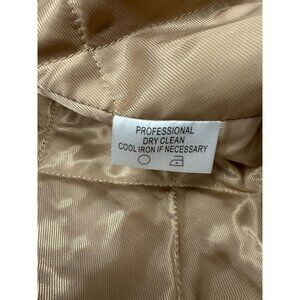 PROFESSIONAL
DRY CLEAN
COOL IRON IF NECESSARY